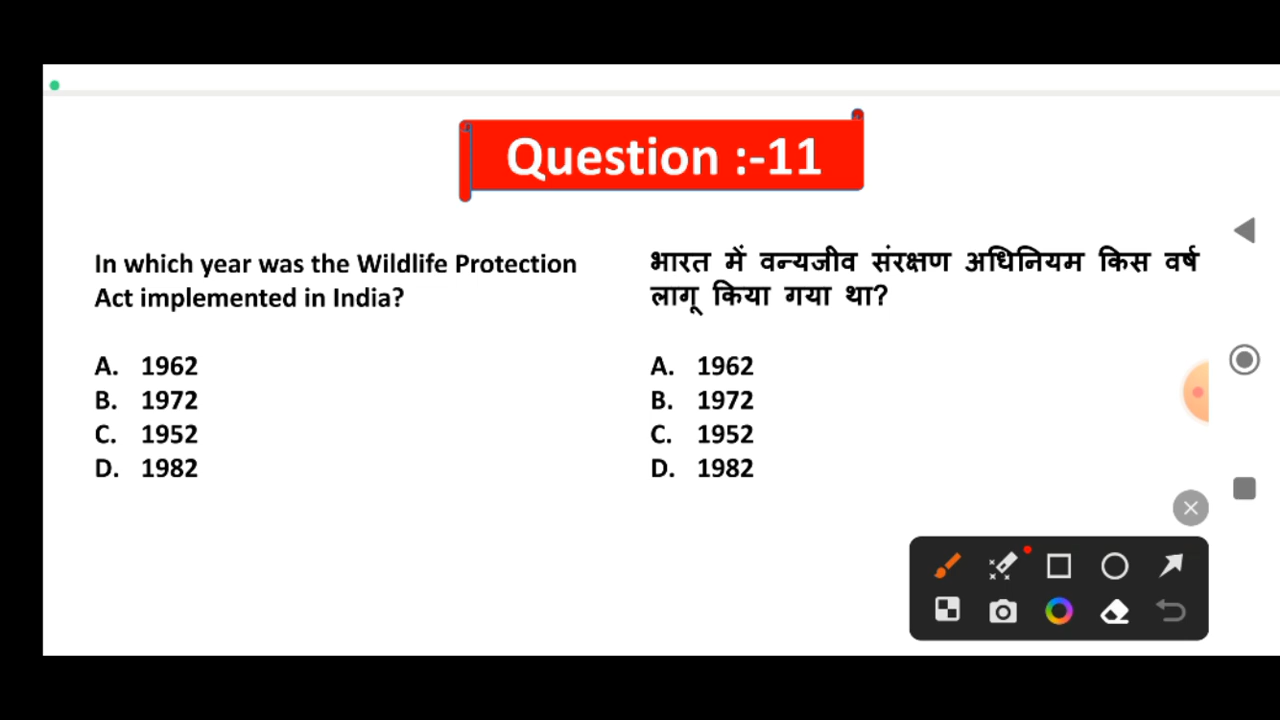 Question :-11
In which year was the Wildlife Protection
Act implemented in India?
A. 1962
B. 1972
C. 1952
D. 1982
भारत में वन्यजीव संरक्षण अधिनियम किस वर्ष
लागू किया गया था?
A. 1962
B. 1972
C. 1952
D. 1982